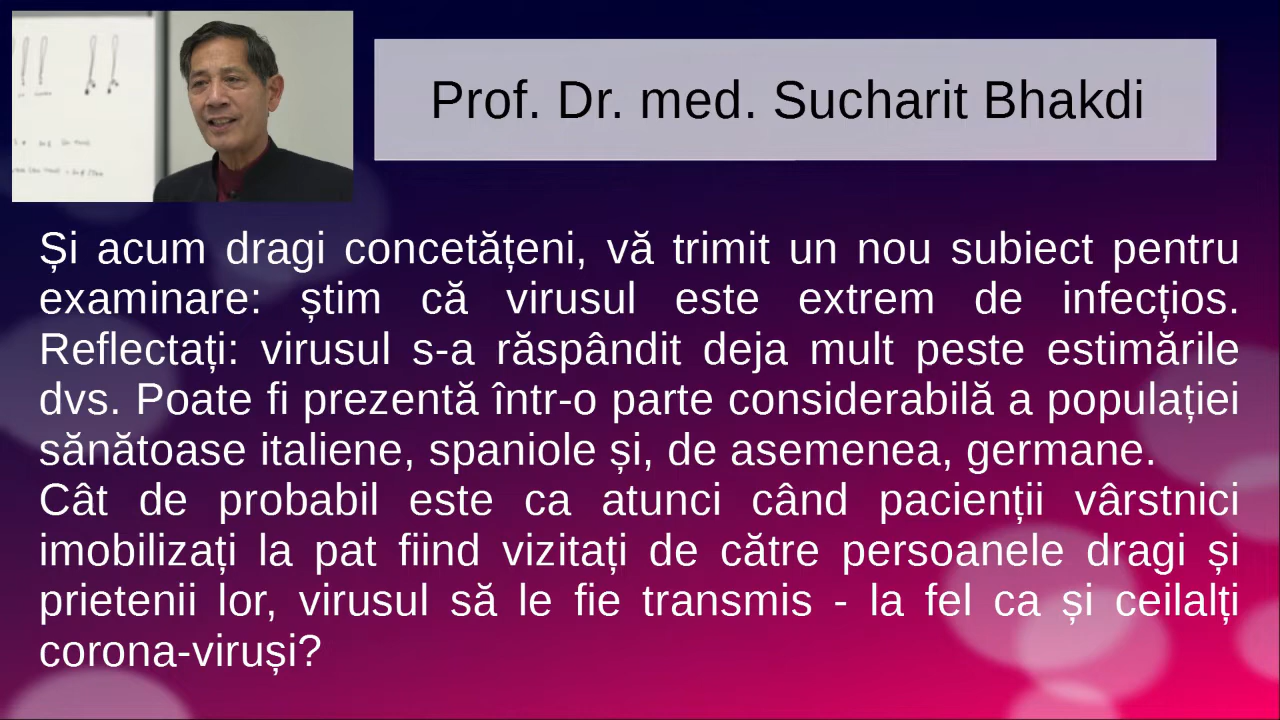 Prof. Dr. med. Sucharit Bhakdi
Și acum dragi concetățeni, vă trimit un nou subiect pentru
examinare: știm că virusul este extrem de infecțios.
Reflectați: virusul s-a răspândit deja mult peste estimările
dvs. Poate fi prezentă într-o parte considerabilă a populației
sănătoase italiene, spaniole și, de asemenea, germane.
Cât de probabil este ca atunci când pacienții vârstnici
imobilizați la pat fiind vizitați de către persoanele dragi și
prietenii lor, virusul să le fie transmis - la fel ca și ceilalți
corona-viruși?